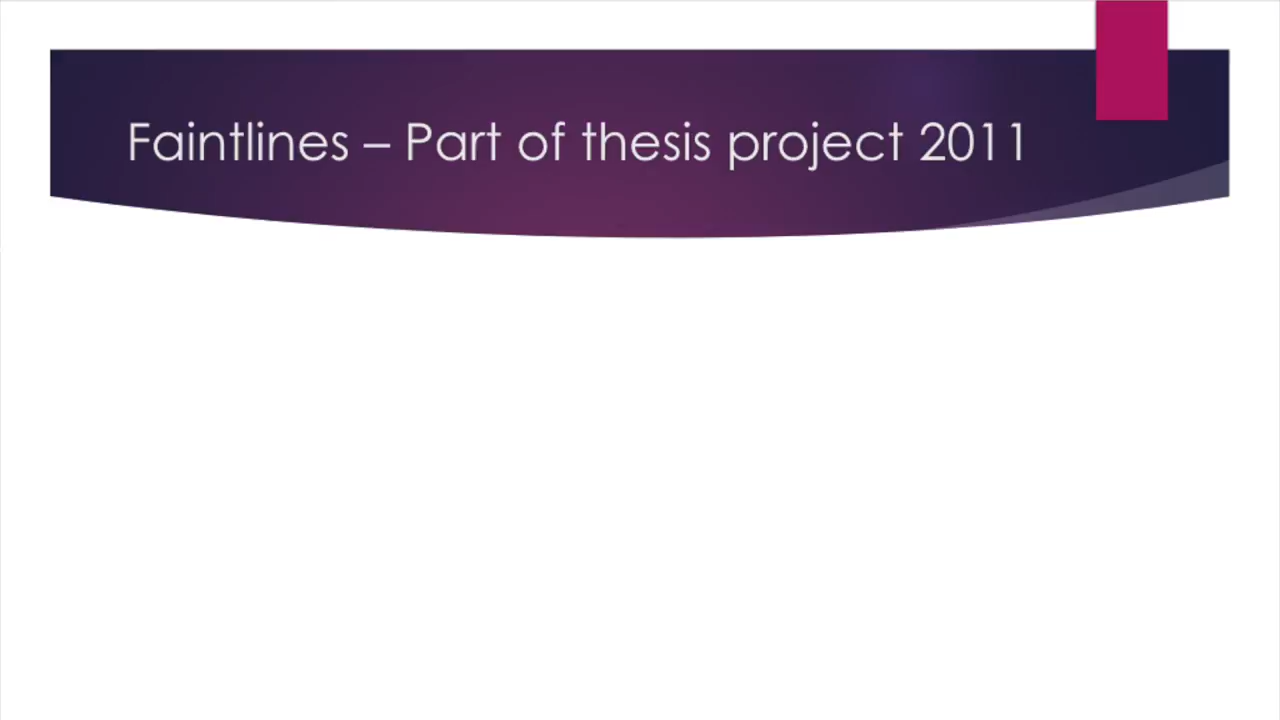 Faintlines – Part of thesis project 2011